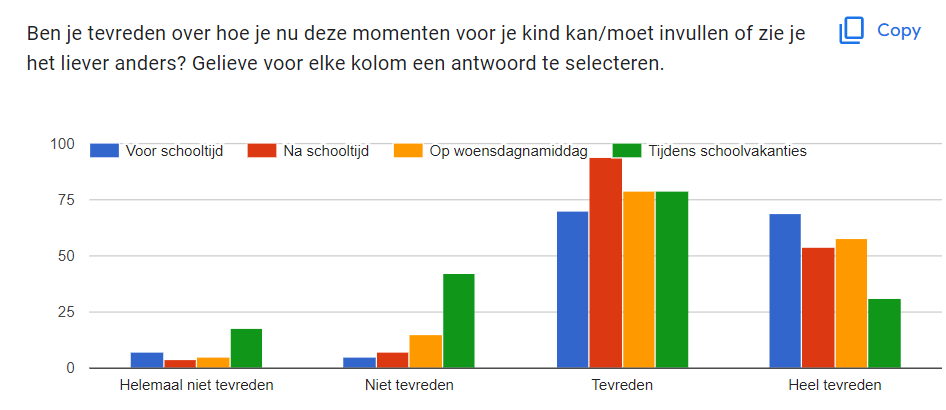 Ben je tevreden over hoe je nu deze momenten voor je kind kan/moet invullen of zie je
het liever anders? Gelieve voor elke kolom een antwoord te selecteren.
Copy
100
Voor schooltijd
Na schooltijd
Op woensdagnamiddag
Tijdens schoolvakanties
75
50
25
0
Helemaal niet tevreden
Niet tevreden
Tevreden
Heel tevreden